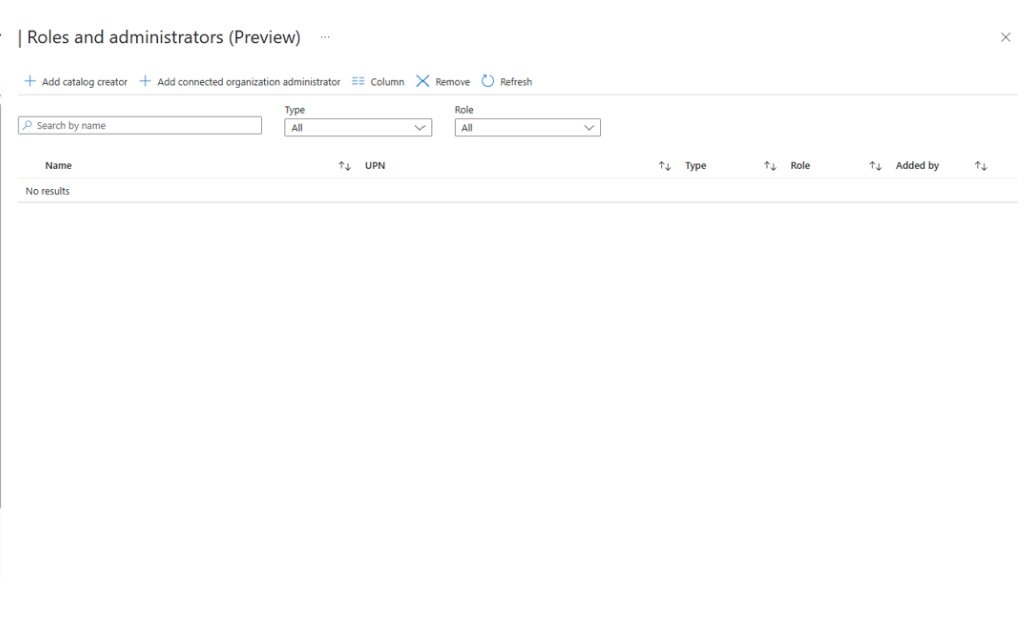 | Roles and administrators (Preview) ...
Add catalog creator Add connected organization administrator Column Remove Refresh
Type Role
Search by name All All
Name UPN Type Role Added by
No results